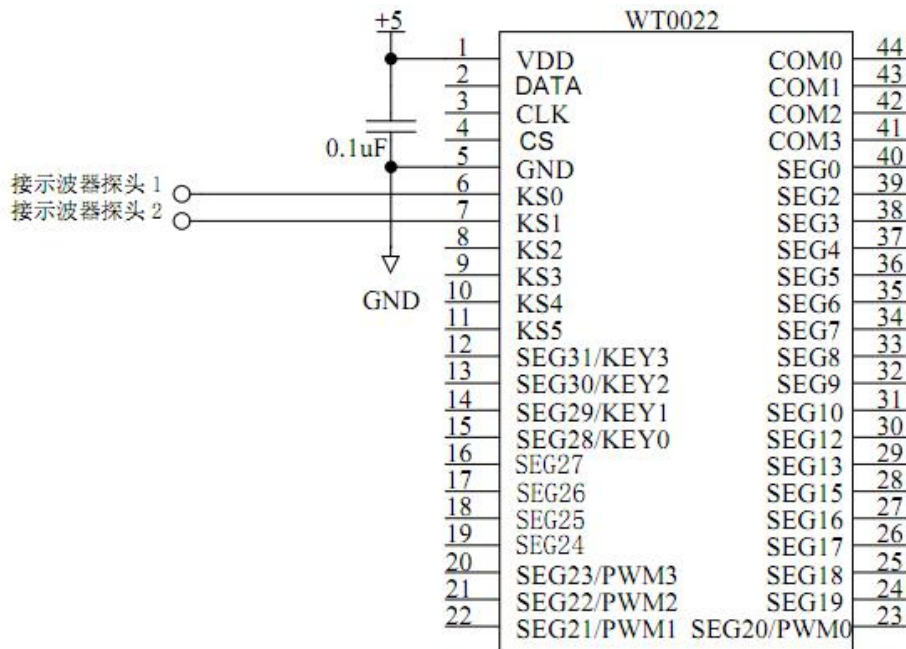 WT0022
+5
1 VDD COM0 44
2 DATA COM1 43
3 CLK COM2 42
4 CS COM3 41
0.1uF
5 GND SEG0 40
接示波器探头 1 6 KS0 SEG2 39
接示波器探头 2 7 KS1 SEG3 38
8 KS2 SEG4 37
9 KS3 SEG5 36
GND
10 KS4 SEG6 35
11 KS5 SEG7 34
12 SEG31/KEY3 SEG8 33
13 SEG30/KEY2 SEG9 32
14 SEG29/KEY1 SEG10 31
15 SEG28/KEY0 SEG12 30
16 SEG27 SEG13 29
17 SEG26 SEG15 28
18 SEG25 SEG16 27
19 SEG24 SEG17 26
20 SEG23/PWM3 SEG18 25
21 SEG22/PWM2 SEG19 24
22 SEG21/PWM1 SEG20/PWM0 23